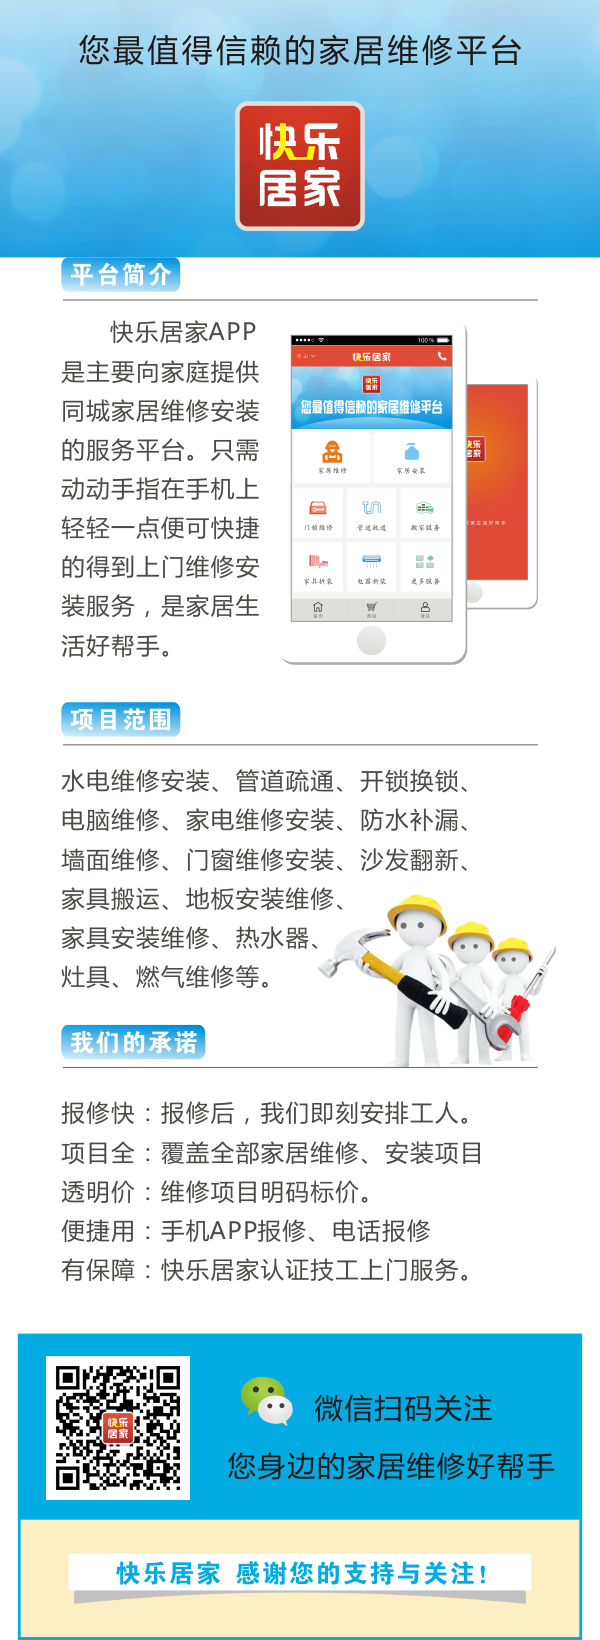 您最值得信赖的家居维修平台
快乐
居家
平台简介
快乐居家APP
是主要向家庭提供
同城家居维修安装
的服务平台。只需
动动手指在手机上
轻轻一点便可快捷
的得到上门维修安
装服务，是家居生
活好帮手。
100%
乐山
快乐居家
快乐
居家
您最值得信赖的家居维修平台
家居维修
家居安装
门锁维修
管道疏通
搬家服务
家具拆装
电器拆装
更多服务
首页
项目范围
水电维修安装、管道疏通、开锁换锁、
电脑维修、家电维修安装、防水补漏、
墙面维修、门窗维修安装、沙发翻新、
家具搬运、地板安装维修、
家具安装维修、热水器、
灶具、燃气维修等。
我们的承诺
报修快：报修后，我们即刻安排工人。
项目全：覆盖全部家居维修、安装项目
透明价：维修项目明码标价。
便捷用：手机APP报修、电话报修
有保障：快乐居家认证技工上门服务。
快乐
居家
微信扫码关注
您身边的家居维修好帮手
快乐居家 感谢您的支持与关注!